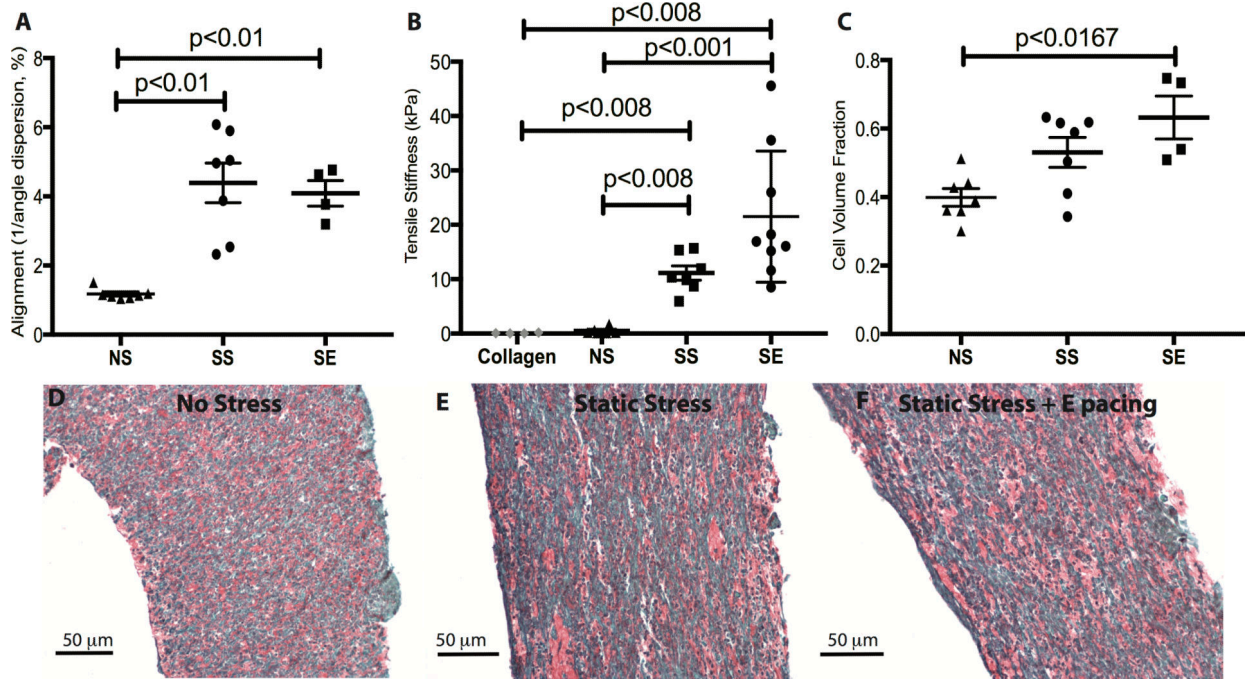 A
p<0.01
p<0.01
Alignment (1/angle dispersion, %)
8
6
4
2
0
NS SS SE
B
p<0.008
p<0.001
p<0.008
p<0.008
Tensile Stiffness (kPa)
50
40
30
20
10
0
Collagen NS SS SE
C
p<0.0167
Cell Volume Fraction
0.8
0.6
0.4
0.2
0.0
NS SS SE
D No Stress
50 μm
E Static Stress
50 μm
F Static Stress + E pacing
50 μm